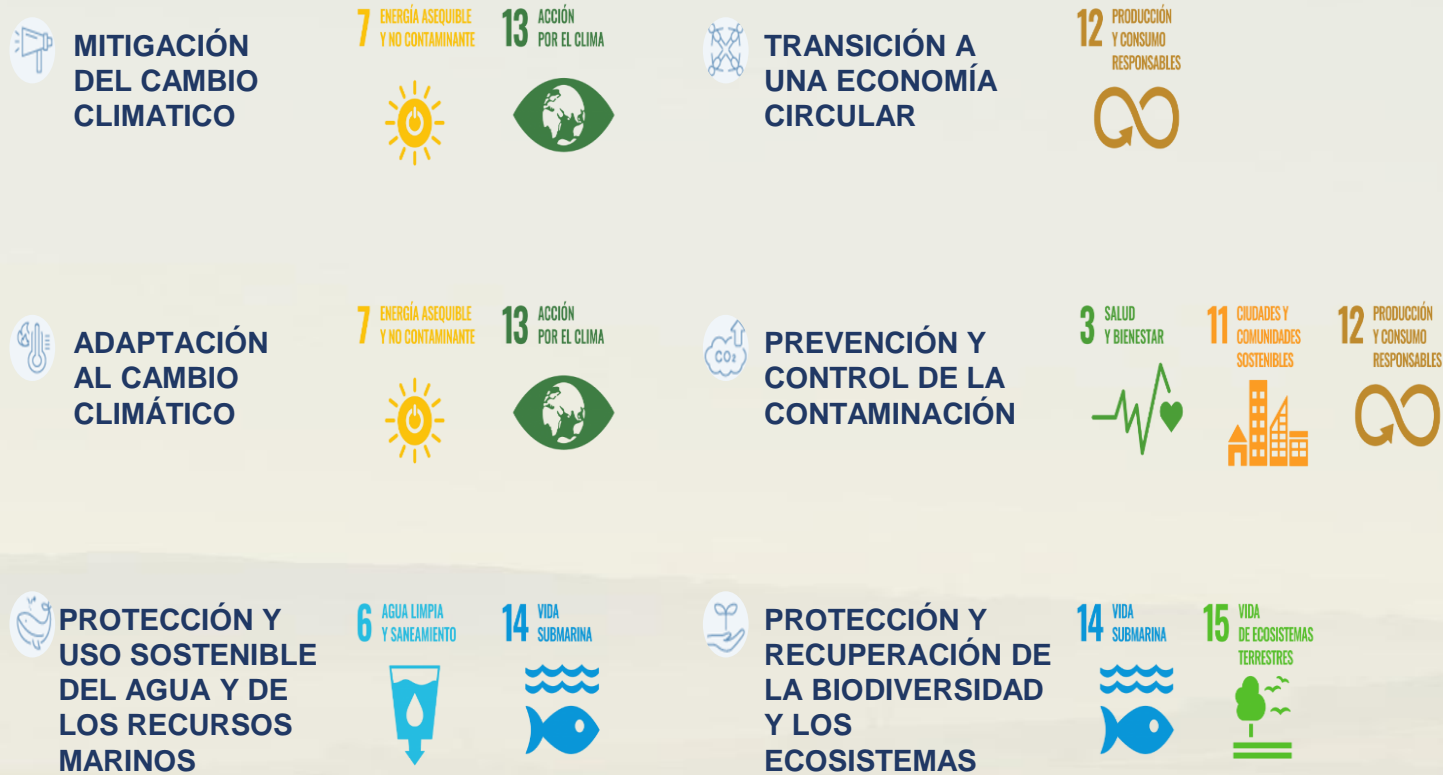 MITIGACIÓN
DEL CAMBIO
CLIMATICO
7 ENERGÍA ASEQUIBLE
Y NO CONTAMINANTE
13 ACCIÓN
POR EL CLIMA
TRANSICIÓN A
UNA ECONOMÍA
CIRCULAR
12 PRODUCCIÓN
Y CONSUMO
RESPONSABLES
ADAPTACIÓN
AL CAMBIO
CLIMÁTICO
7 ENERGÍA ASEQUIBLE
Y NO CONTAMINANTE
13 ACCIÓN
POR EL CLIMA
CO2
PREVENCIÓN Y
CONTROL DE LA
CONTAMINACIÓN
3 SALUD
Y BIENESTAR
11 CIUDADES Y
COMUNIDADES
SOSTENIBLES
12 PRODUCCIÓN
Y CONSUMO
RESPONSABLES
PROTECCIÓN Y
USO SOSTENIBLE
DEL AGUA Y DE
LOS RECURSOS
MARINOS
6 AGUA LIMPIA
Y SANEAMIENTO
14 VIDA
SUBMARINA
PROTECCIÓN Y
RECUPERACIÓN DE
LA BIODIVERSIDAD
Y LOS
ECOSISTEMAS
14 VIDA
SUBMARINA
15 VIDA
DE ECOSISTEMAS
TERRESTRES